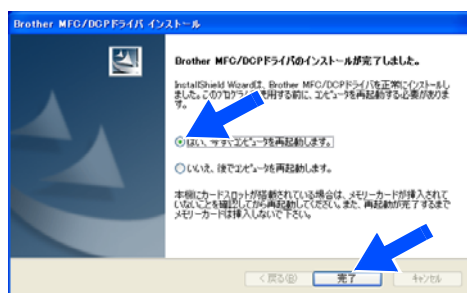 Brother MFC/DCPドライバ インストール
Brother MFC/DCPドライバのインストールが完了しました。
InstallShield Wizardは、Brother MFC/DCPドライバを正常にインストールし
ました。このプログラムを使用する前に、コンピュータを再起動する必要がありま
す。
はい、今すぐコンピュータを再起動します。
いいえ、後でコンピュータを再起動します。
本機にカードスロットが搭載されている場合は、メモリーカードが挿入されて
いないことを確認してから再起動してください。また、再起動が完了するまで
メモリーカードは挿入しないで下さい。
< 戻る(B)
完了
キャンセル